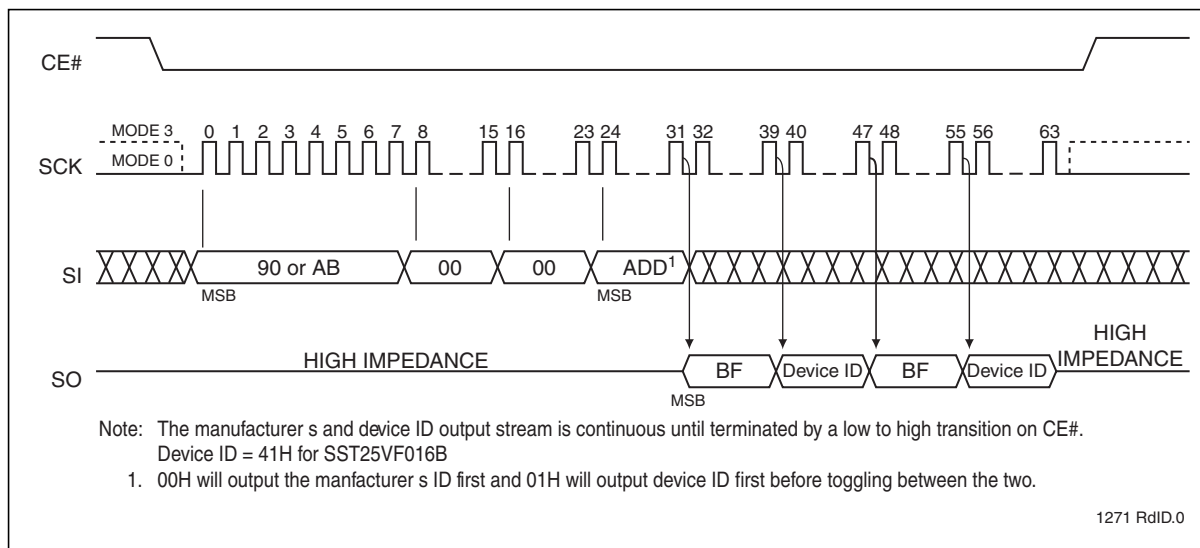 CE#
MODE 3
0 1 2 3 4 5 6 7 8 15 16 23 24 31 32 39 40 47 48 55 56 63
SCK
MODE 0
SI
90 or AB 00 00 ADD1
MSB MSB
HIGH IMPEDANCE
HIGH IMPEDANCE
SO
BF Device ID BF Device ID
MSB
Note: The manufacturer s and device ID output stream is continuous until terminated by a low to high transition on CE#.
Device ID = 41H for SST25VF016B
1. 00H will output the manfacturer s ID first and 01H will output device ID first before toggling between the two.
1271 RdID.0